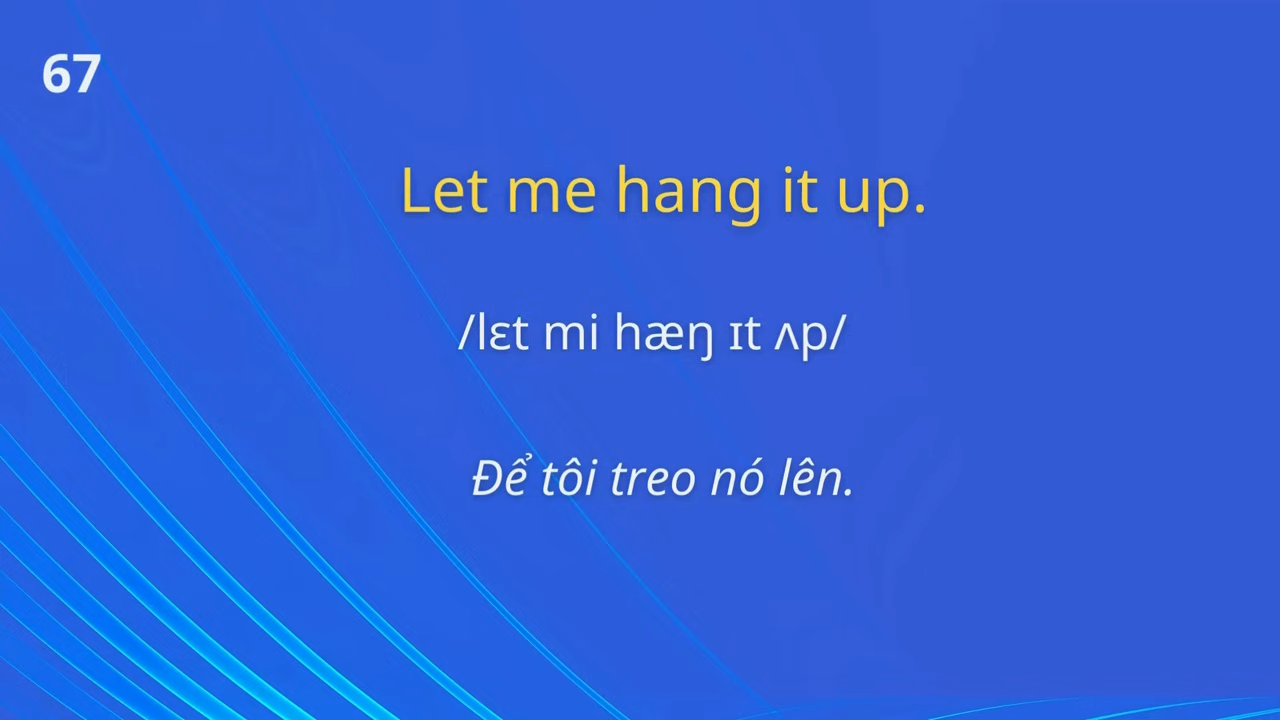 67
Let me hang it up.
/lɛt mi hæŋ ɪt ʌp/
Để tôi treo nó lên.